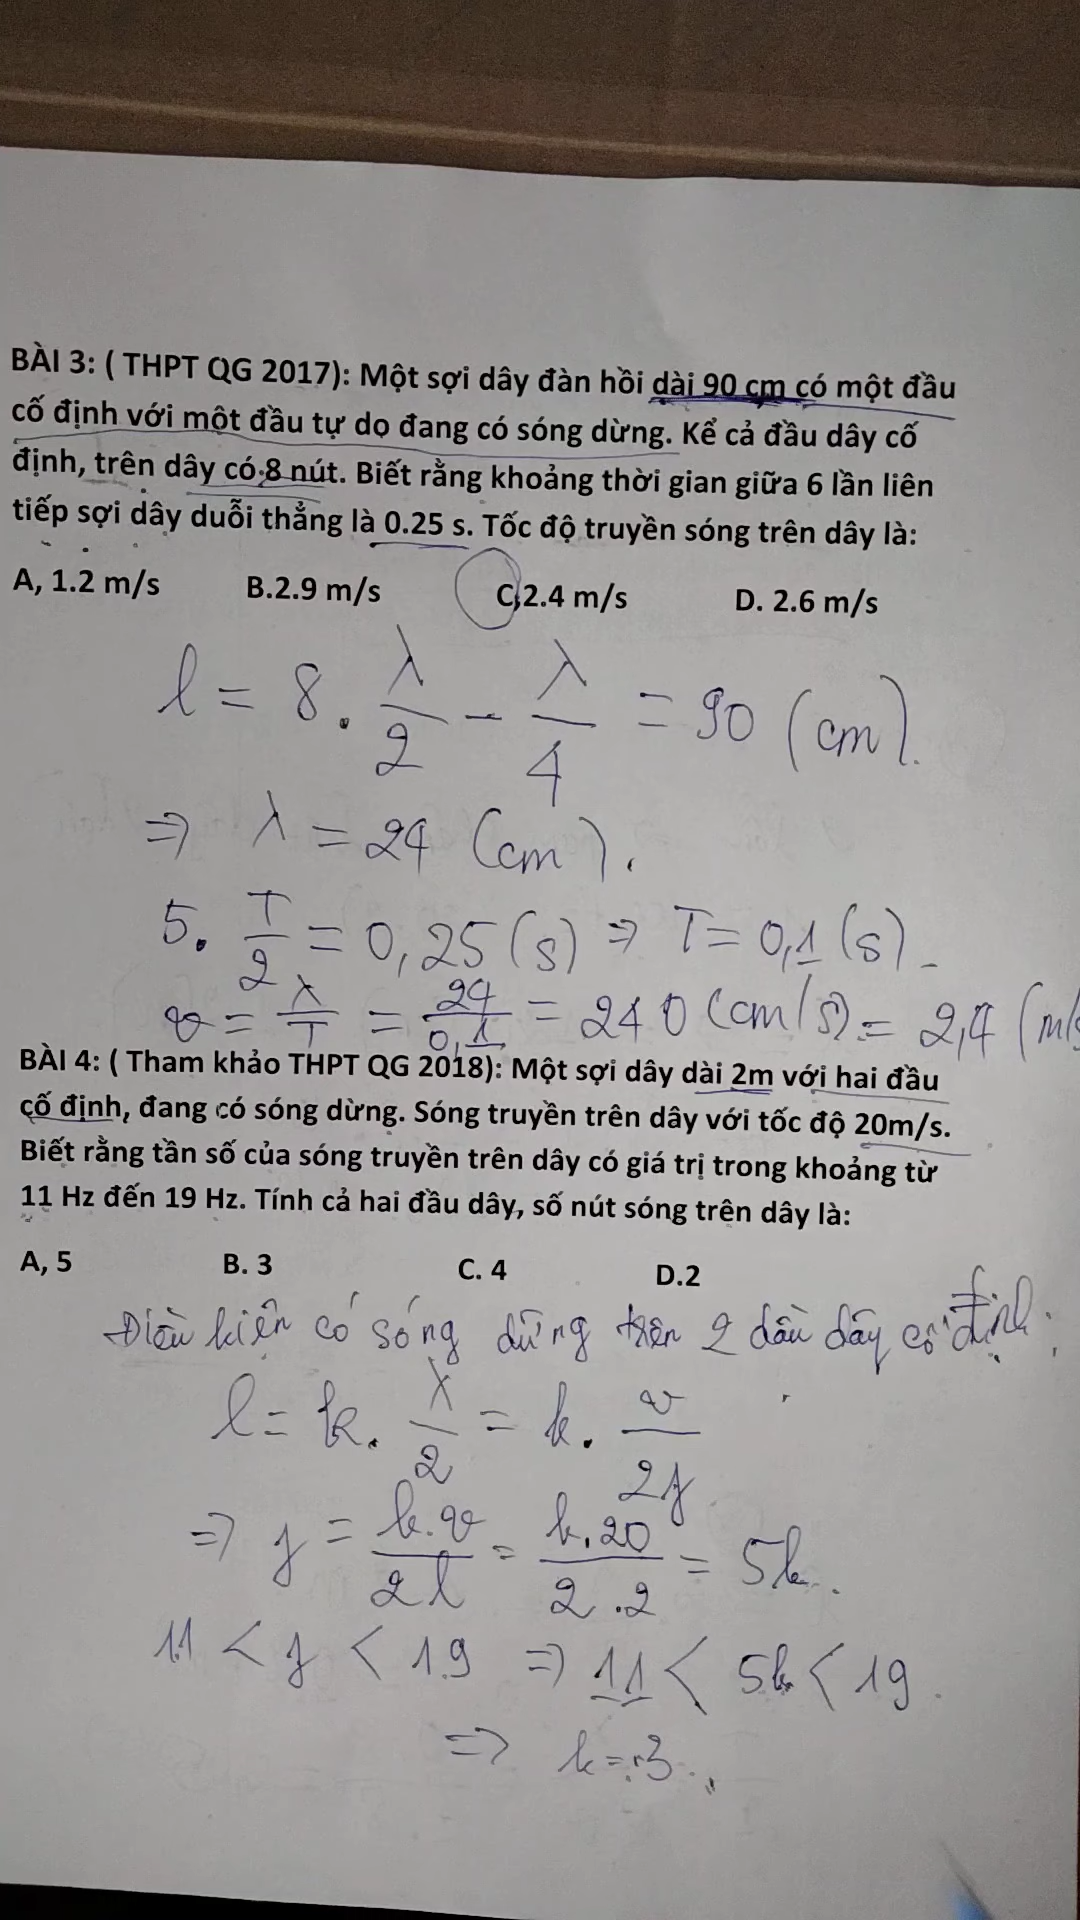 BÀI 3: ( THPT QG 2017): Một sợi dây đàn hồi dài 90 cm có một đầu
cố định với một đầu tự do đang có sóng dừng. Kể cả đầu dây cố
định, trên dây có 8 nút. Biết rằng khoảng thời gian giữa 6 lần liên
tiếp sợi dây duỗi thẳng là 0.25 s. Tốc độ truyền sóng trên dây là:
A, 1.2 m/s B.2.9 m/s C,2.4 m/s D. 2.6 m/s
l = 8 . λ/2 - λ/4 = 90 (cm).
=> λ = 24 (cm).
5. T/2 = 0,25 (s) => T = 0,1 (s)
v = λ/T = 24/0,1 = 240 (cm/s) = 2,4 (m/s
BÀI 4: ( Tham khảo THPT QG 2018): Một sợi dây dài 2m với hai đầu
cố định, đang có sóng dừng. Sóng truyền trên dây với tốc độ 20m/s.
Biết rằng tần số của sóng truyền trên dây có giá trị trong khoảng từ
11 Hz đến 19 Hz. Tính cả hai đầu dây, số nút sóng trên dây là:
A, 5 B. 3 C. 4 D.2
Điều kiện có sóng dừng trên 2 đầu dây cố định:
l = k. λ/2 = k. v/2f
=> f = k.v/2l = k.20/2.2 = 5k.
11 < f < 19 => 11 < 5k < 19.
=> k = 3